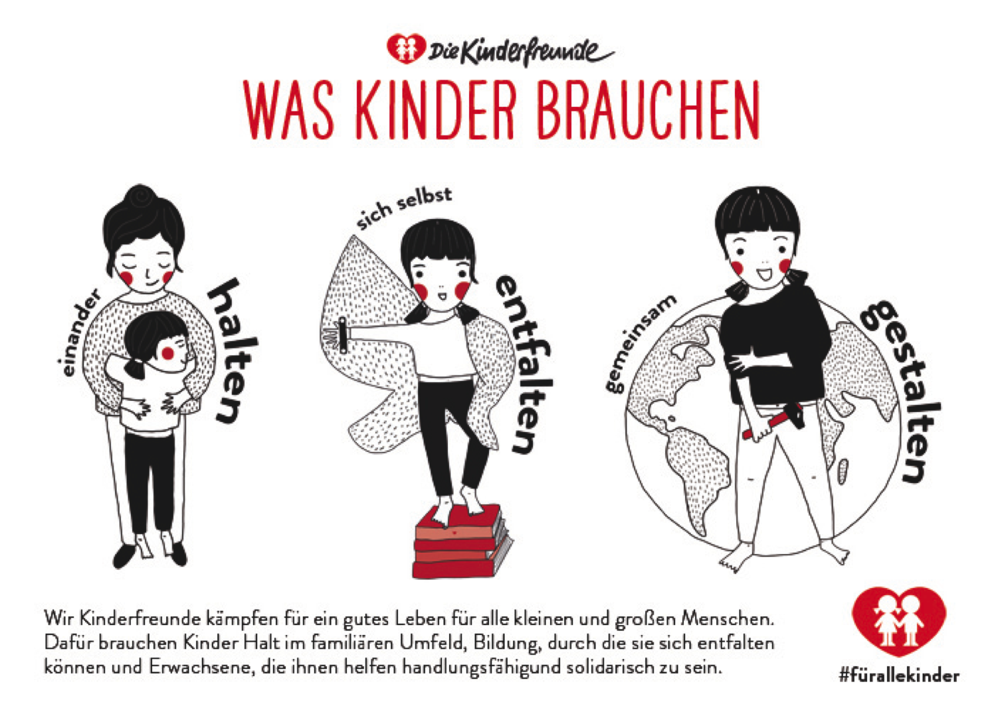 Die Kinderfreunde
WAS KINDER BRAUCHEN
einander
halten
sich selbst
entfalten
gemeinsam
gestalten
Wir Kinderfreunde kämpfen für ein gutes Leben für alle kleinen und großen Menschen.
Dafür brauchen Kinder Halt im familiären Umfeld, Bildung, durch die sie sich entfalten
können und Erwachsene, die ihnen helfen handlungsfähigund solidarisch zu sein.
#fürallekinder